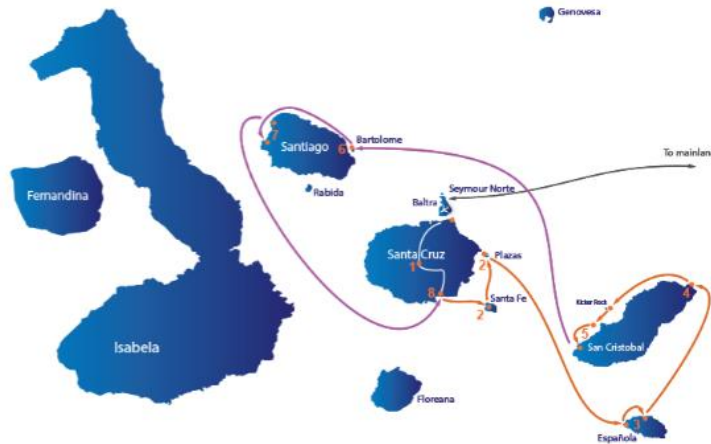 Genovesa
Santiago
7
6
Bartolome
To mainlan
Fernandina
Rabida
Seymour Norte
Baltra
Santa Cruz
1
Plazas
2
8
Santa Fe
2
4
Kicker Rock
5
San Cristobal
Isabela
Floreana
3
Española